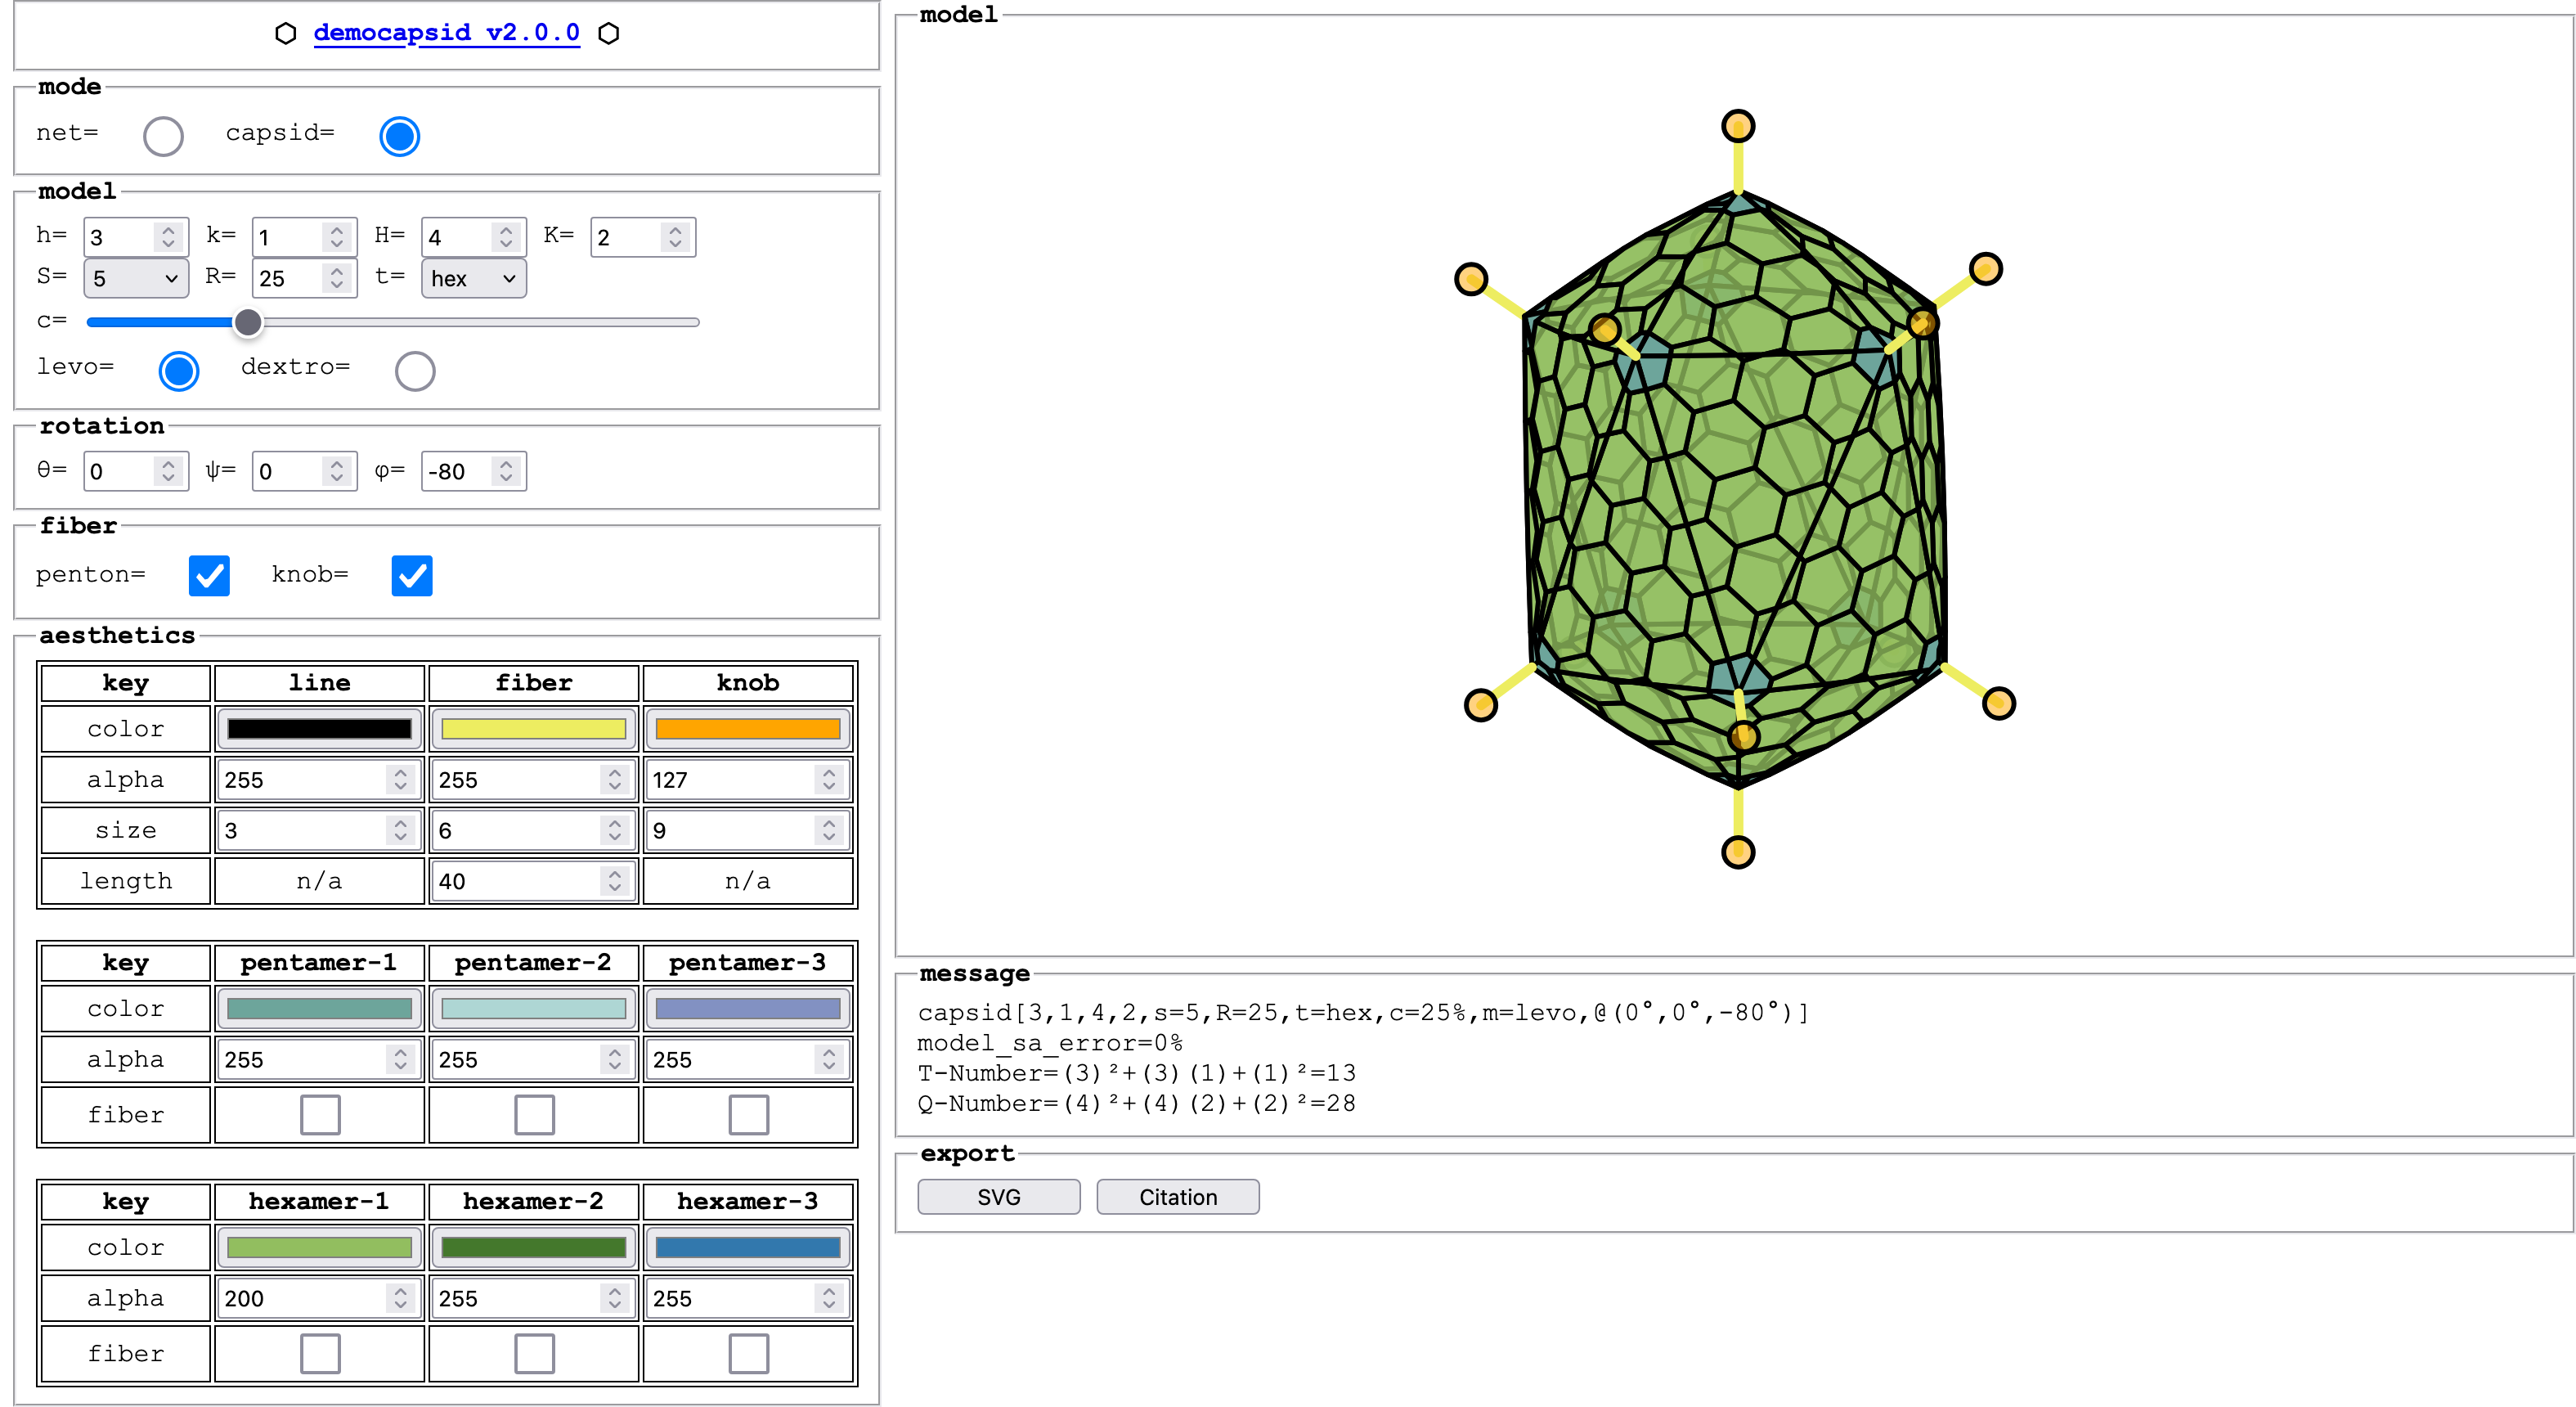 democapsid v2.0.0
mode
net= capsid=
model
h= 3 k= 1 H= 4 K= 2
S= 5 R= 25 t= hex
c=
levo= dextro=
rotation
θ= 0 ψ= 0 φ= -80
fiber
penton= knob=
aesthetics
key line fiber knob
color
alpha 255 255 127
size 3 6 9
length n/a 40 n/a
key pentamer-1 pentamer-2 pentamer-3
color
alpha 255 255 255
fiber
key hexamer-1 hexamer-2 hexamer-3
color
alpha 200 255 255
fiber
model
message
capsid[3,1,4,2,s=5,R=25,t=hex,c=25%,m=levo,@(0°,0°,-80°)]
model_sa_error=0%
T-Number=(3)²+(3)(1)+(1)²=13
Q-Number=(4)²+(4)(2)+(2)²=28
export
SVG Citation